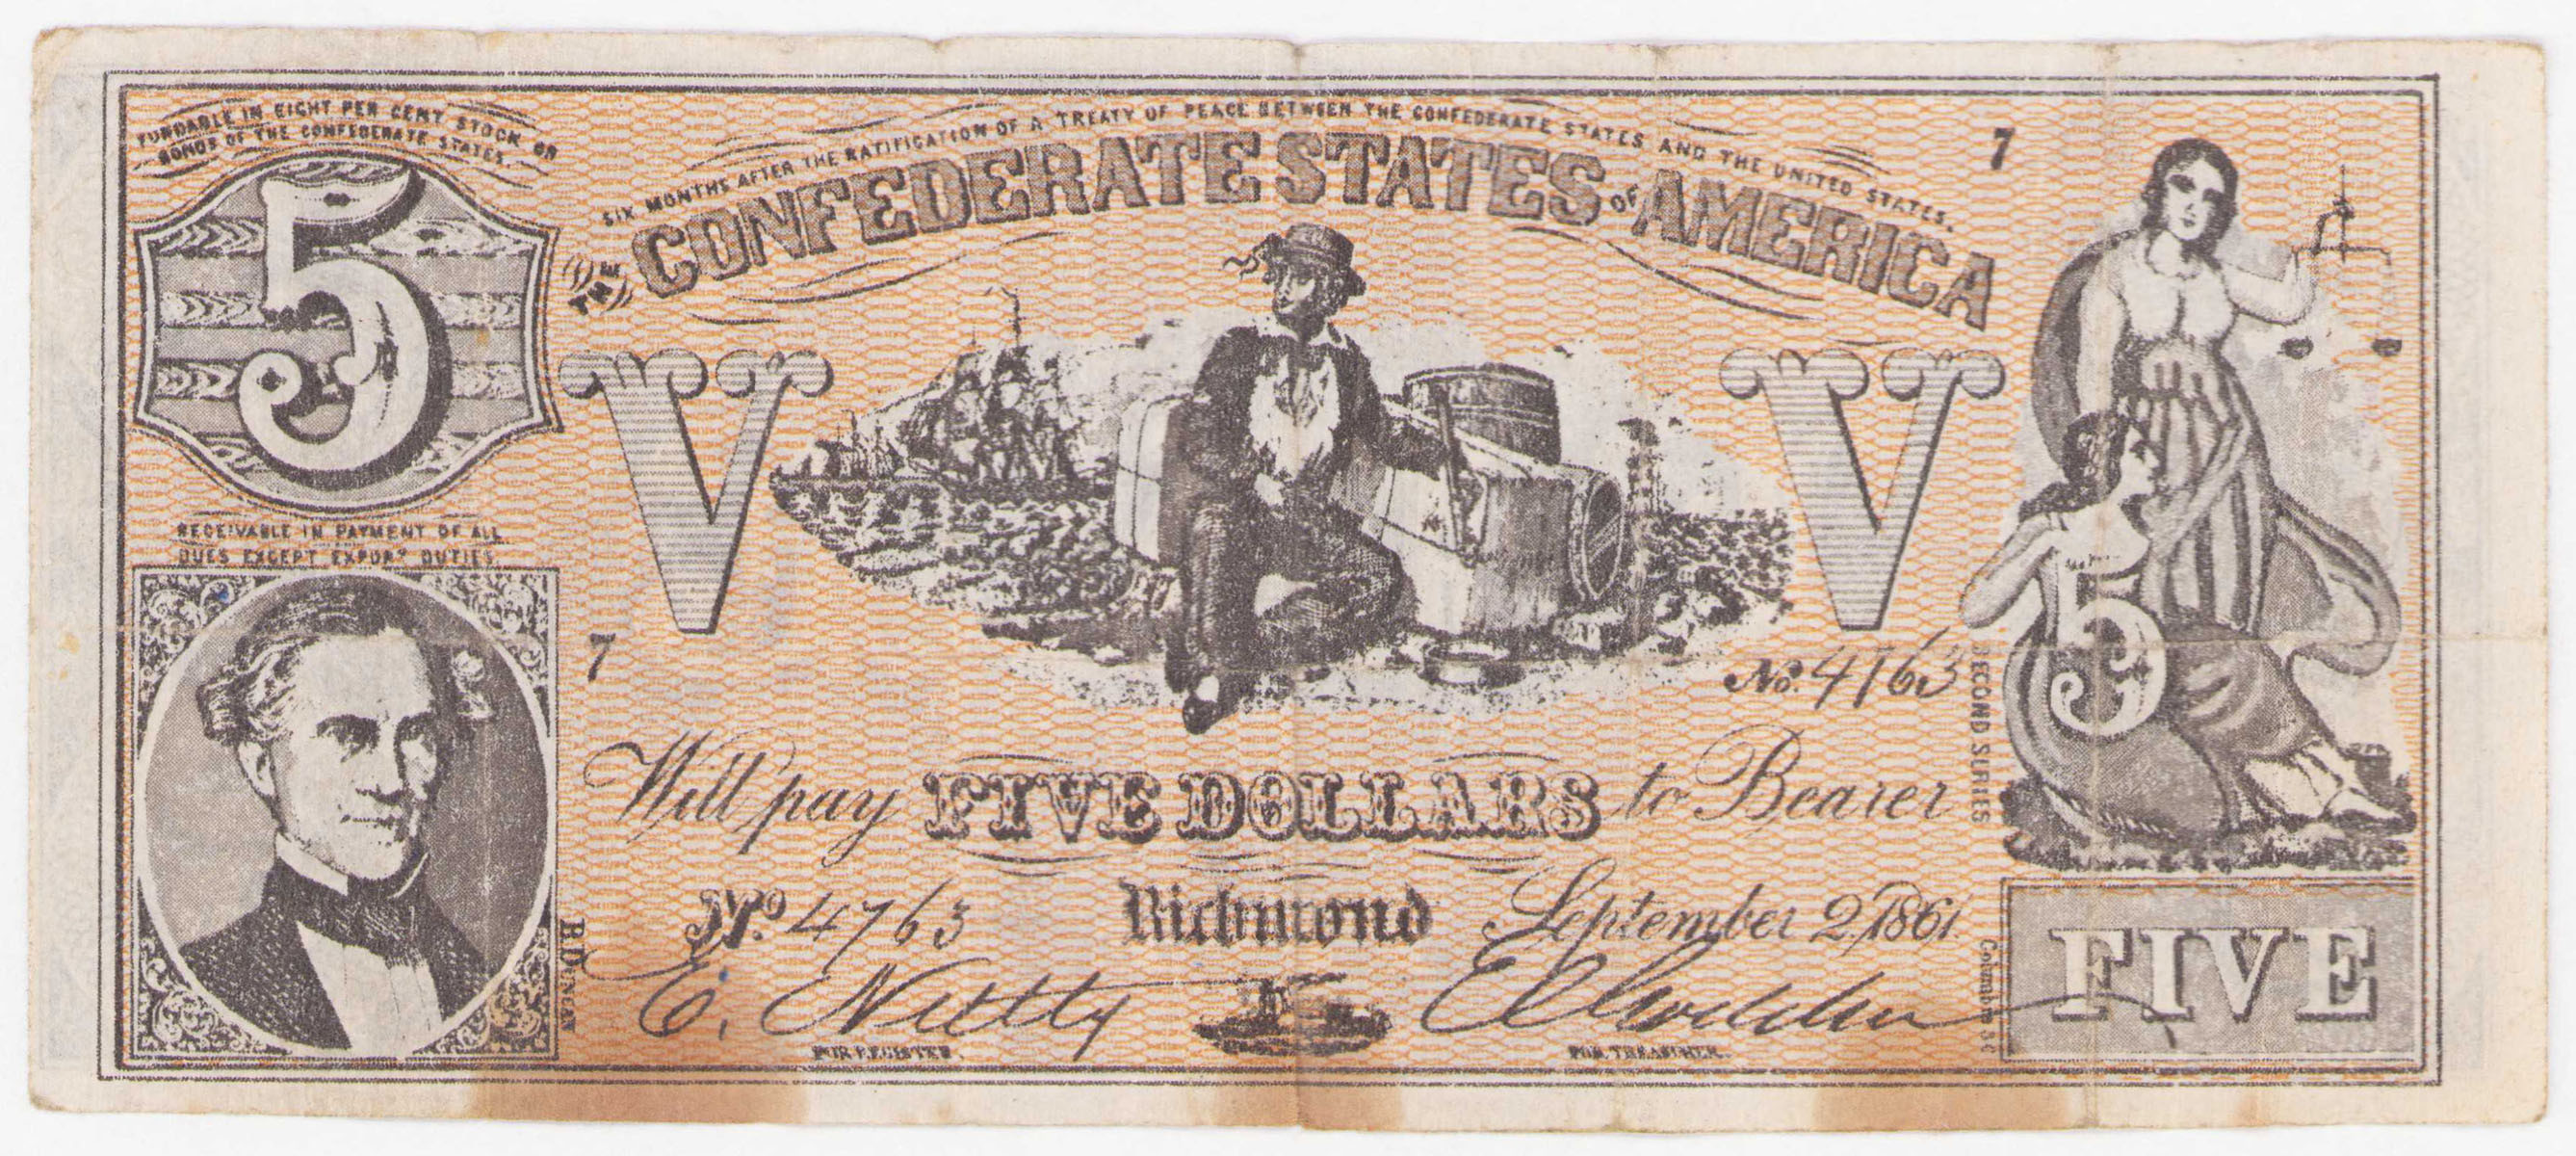 FUNDABLE IN EIGHT PER CENT STOCK OR
BONDS OF THE CONFEDERATE STATES.
SIX MONTHS AFTER THE RATIFICATION OF A TREATY OF PEACE BETWEEN THE CONFEDERATE STATES AND THE UNITED STATES.
7
THE CONFEDERATE STATES OF AMERICA
5
V
V
RECEIVABLE IN PAYMENT OF ALL
DUES EXCEPT EXPORT DUTIES.
7
No. 4763
5
SECOND SERIES
Will pay FIVE DOLLARS to Bearer
No. 4763 Richmond September 2, 1861
FIVE
B. DUNCAN
Columbia S.C
FOR REGISTER.
FOR TREASURER.